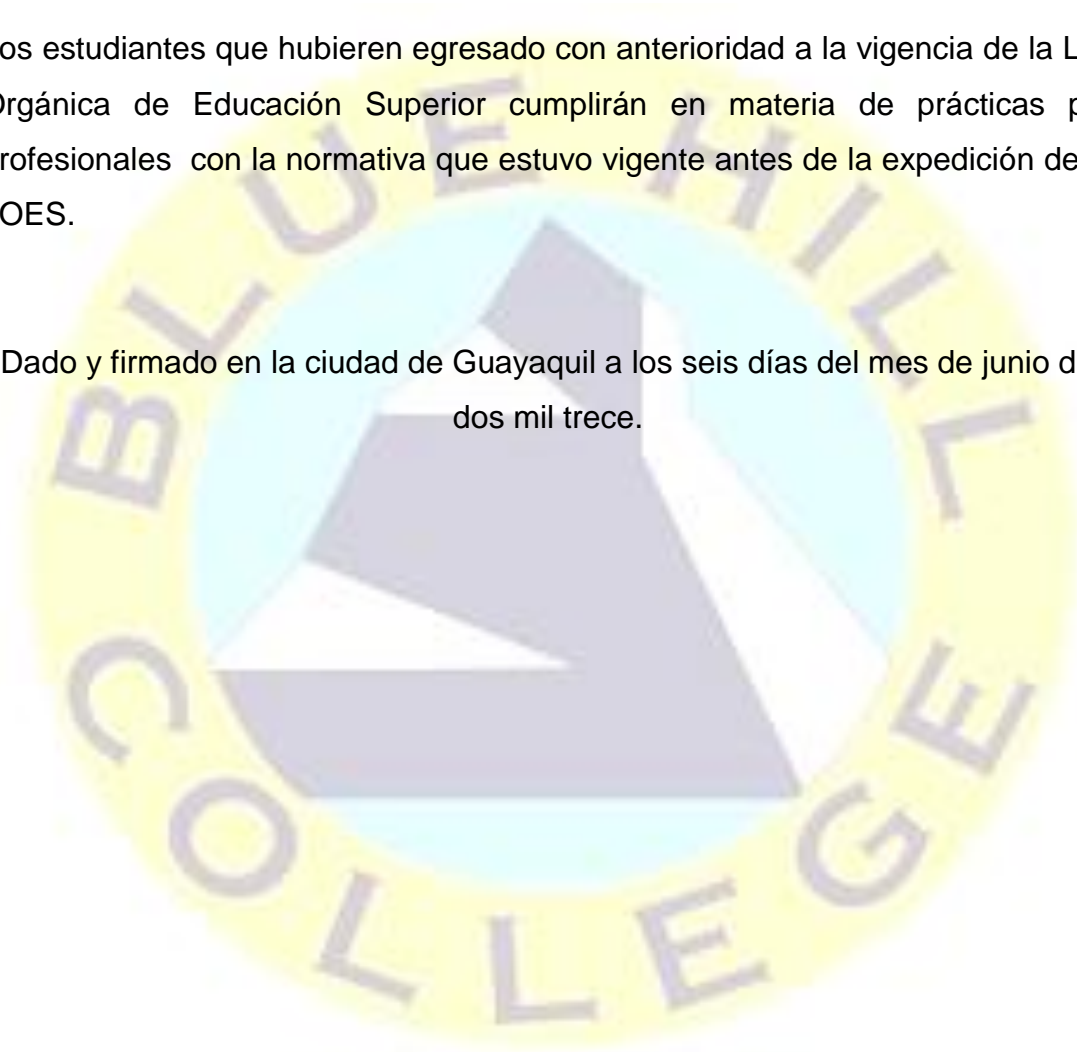 os estudiantes que hubieren egresado con anterioridad a la vigencia de la L
Orgánica de Educación Superior cumplirán en materia de prácticas p
rofesionales con la normativa que estuvo vigente antes de la expedición de
OES.
Dado y firmado en la ciudad de Guayaquil a los seis días del mes de junio d
dos mil trece.
BLUE HILL
COLLEGE